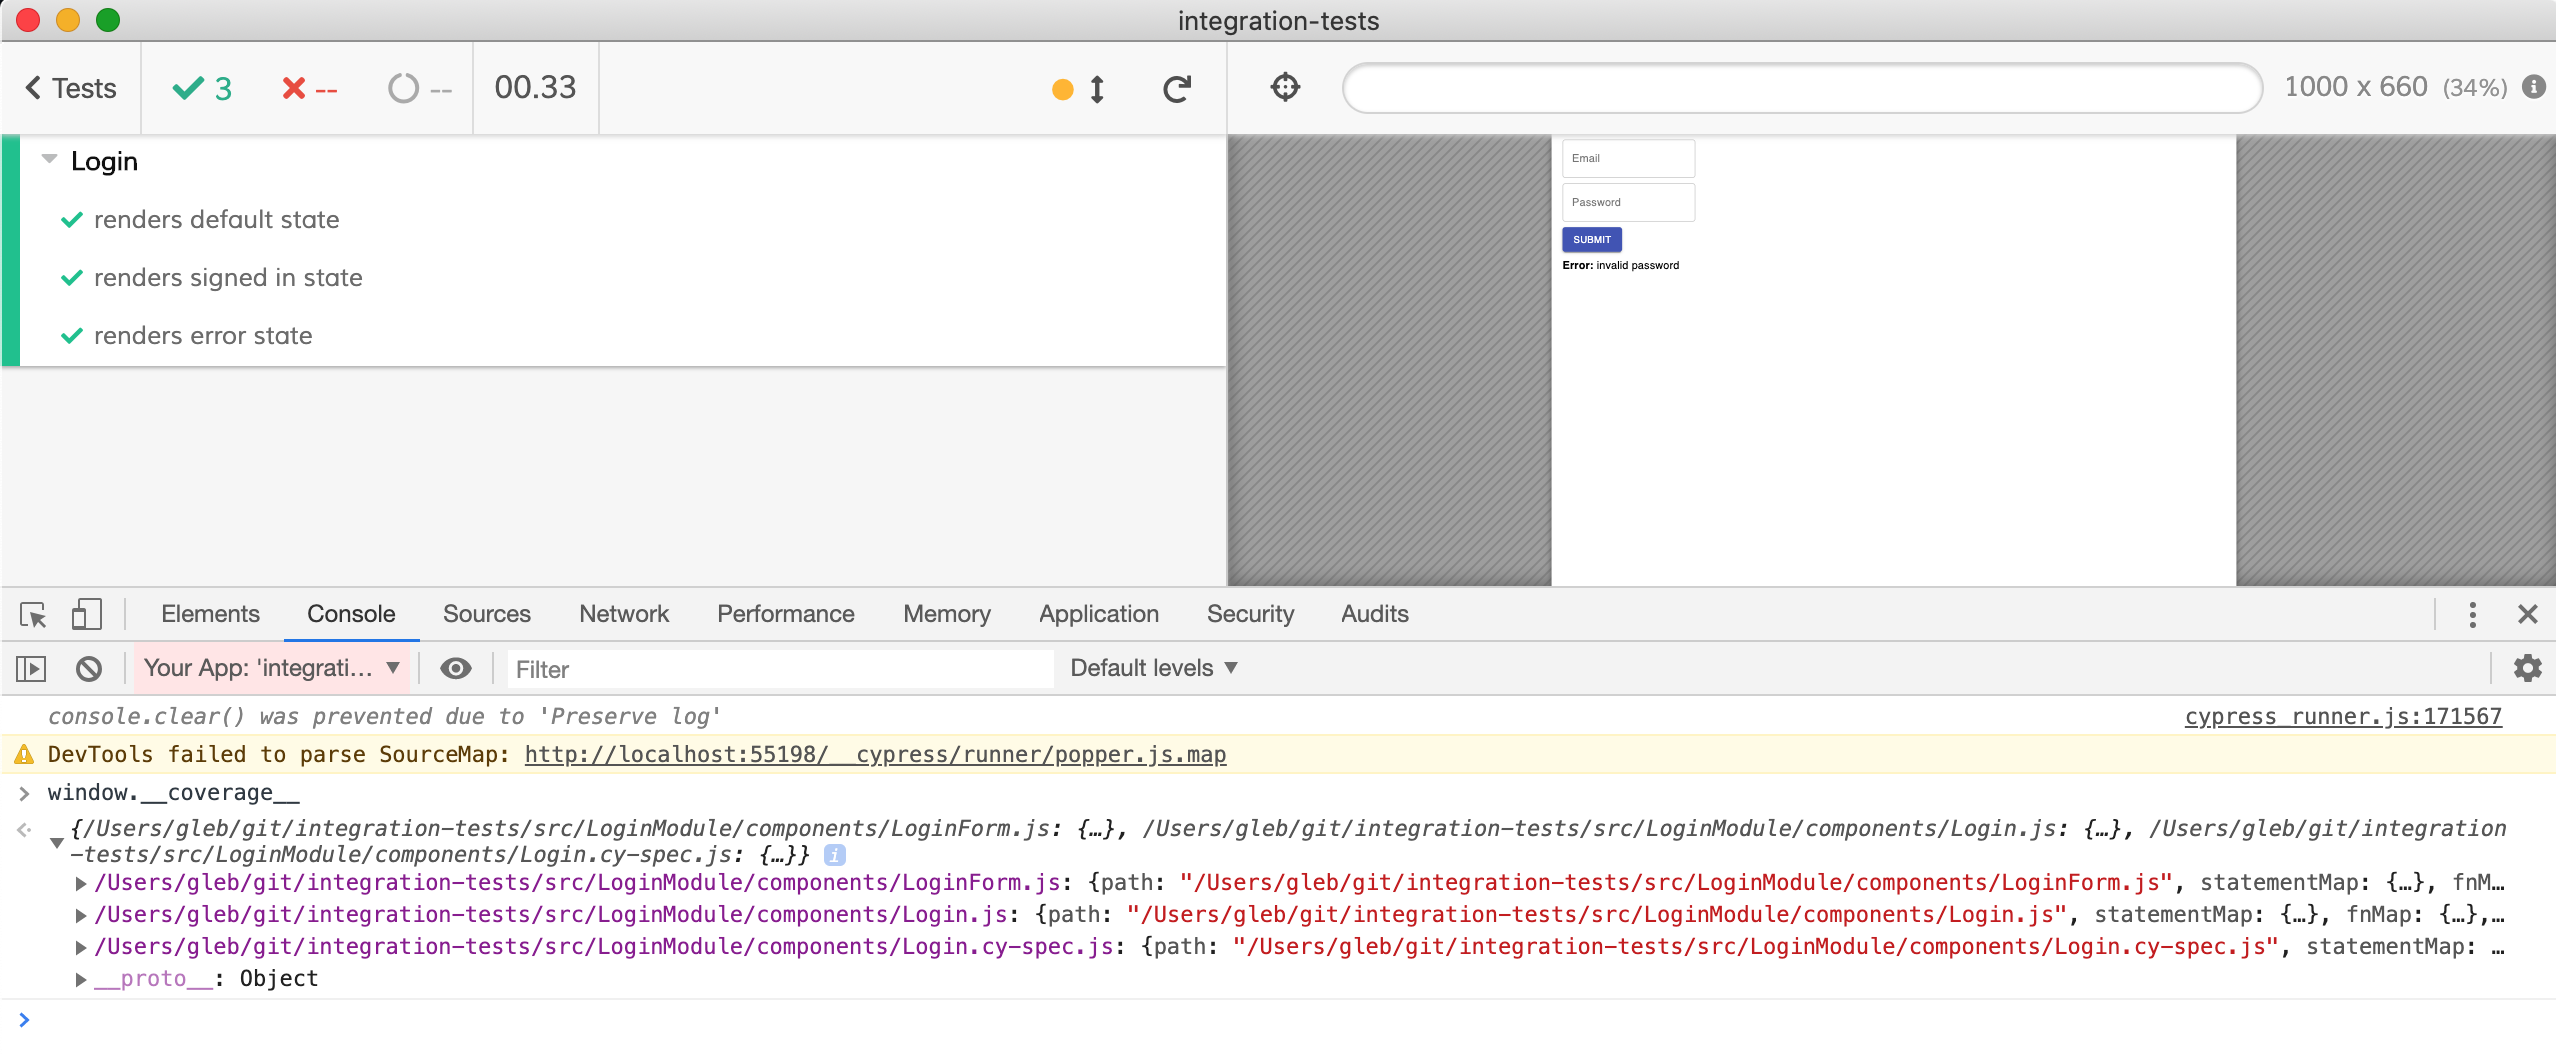 integration-tests
Tests 3 -- -- 00.33 1000 x 660 (34%)
Login
renders default state
renders signed in state
renders error state
Email
Password
SUBMIT
Error: invalid password
Elements Console Sources Network Performance Memory Application Security Audits
Your App: 'integrati... Filter Default levels
console.clear() was prevented due to 'Preserve log' cypress_runner.js:171567
DevTools failed to parse SourceMap: http://localhost:55198/__cypress/runner/popper.js.map
window.__coverage__
{/Users/gleb/git/integration-tests/src/LoginModule/components/LoginForm.js: {…}, /Users/gleb/git/integration-tests/src/LoginModule/components/Login.js: {…}, /Users/gleb/git/integration
-tests/src/LoginModule/components/Login.cy-spec.js: {…}} i
/Users/gleb/git/integration-tests/src/LoginModule/components/LoginForm.js: {path: "/Users/gleb/git/integration-tests/src/LoginModule/components/LoginForm.js", statementMap: {…}, fnM…
/Users/gleb/git/integration-tests/src/LoginModule/components/Login.js: {path: "/Users/gleb/git/integration-tests/src/LoginModule/components/Login.js", statementMap: {…}, fnMap: {…},…
/Users/gleb/git/integration-tests/src/LoginModule/components/Login.cy-spec.js: {path: "/Users/gleb/git/integration-tests/src/LoginModule/components/Login.cy-spec.js", statementMap: …
__proto__: Object